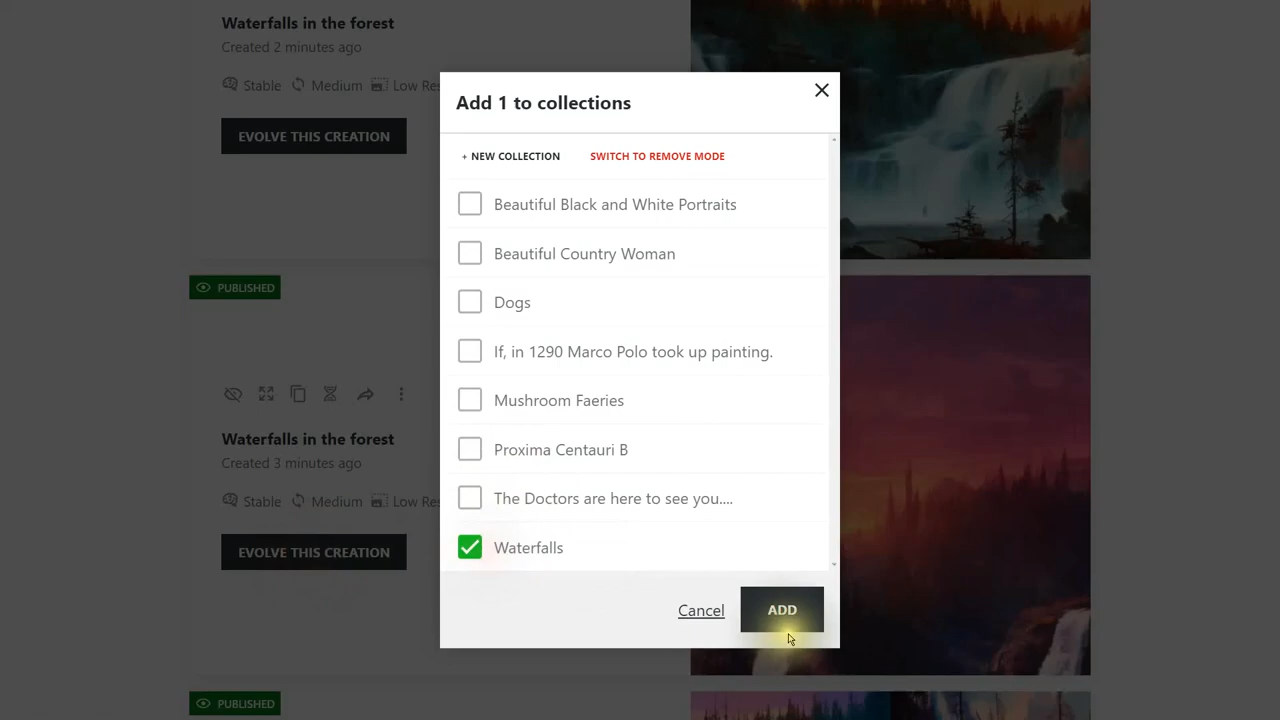 Waterfalls in the forest
Created 2 minutes ago
Stable Medium Low Res
EVOLVE THIS CREATION
Add 1 to collections
+ NEW COLLECTION SWITCH TO REMOVE MODE
Beautiful Black and White Portraits
Beautiful Country Woman
Dogs
If, in 1290 Marco Polo took up painting.
Mushroom Faeries
Proxima Centauri B
The Doctors are here to see you....
Waterfalls
Cancel ADD
PUBLISHED
Waterfalls in the forest
Created 3 minutes ago
Stable Medium Low Res
EVOLVE THIS CREATION
PUBLISHED